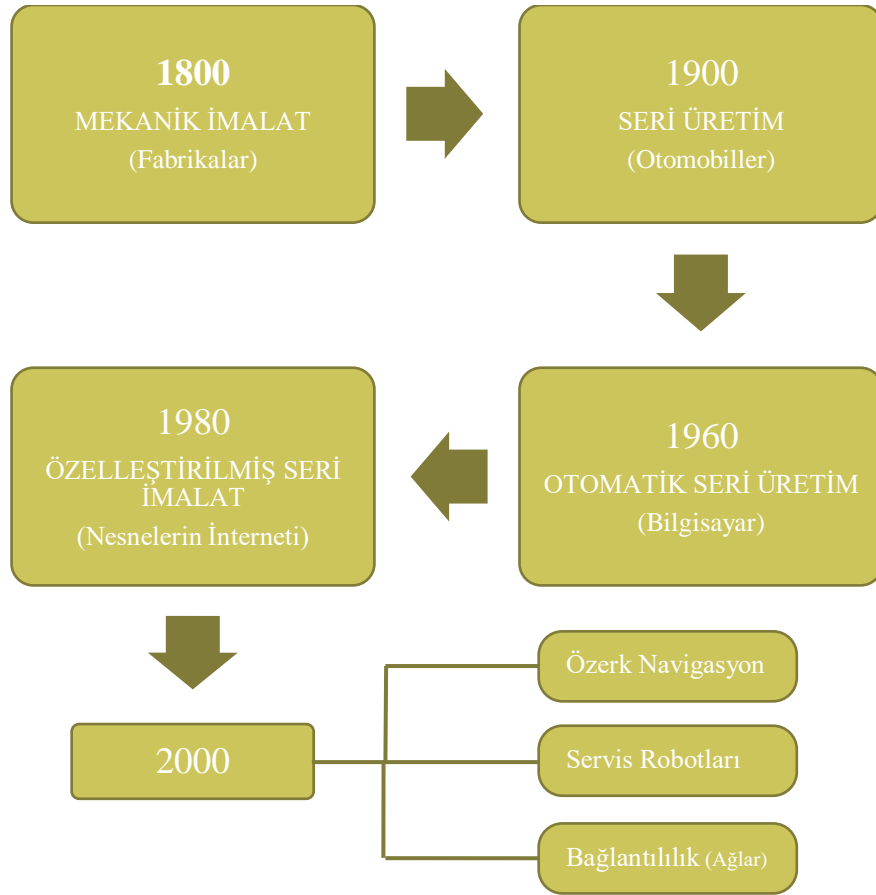 1800
MEKANİK İMALAT
(Fabrikalar)
1900
SERİ ÜRETİM
(Otomobiller)
1960
OTOMATİK SERİ ÜRETİM
(Bilgisayar)
1980
ÖZELLEŞTİRİLMİŞ SERİ
İMALAT
(Nesnelerin İnterneti)
2000
Özerk Navigasyon
Servis Robotları
Bağlantılılık (Ağlar)